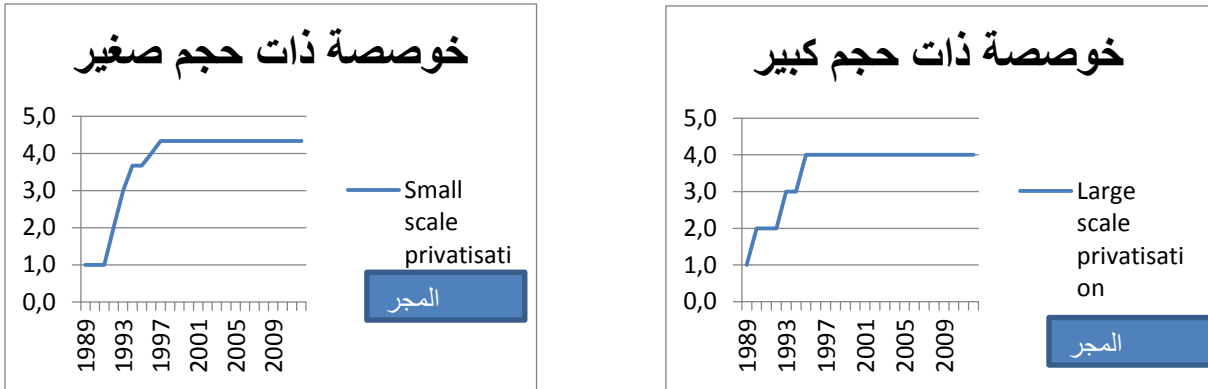 خوصصة ذات حجم صغير
5,0
4,0
3,0
2,0
1,0
0,0
1989
1993
1997
2001
2005
2009
Small
scale
privatisati
المجر
خوصصة ذات حجم كبير
5,0
4,0
3,0
2,0
1,0
0,0
1989
1993
1997
2001
2005
2009
Large
scale
privatisati
on
المجر